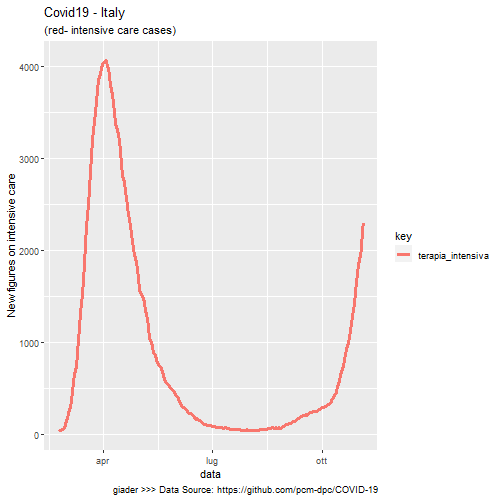 Covid19 - Italy
(red- intensive care cases)
New figures on intensive care
4000
3000
2000
1000
0
apr
lug
ott
data
key
terapia_intensiva
giader >>> Data Source: https://github.com/pcm-dpc/COVID-19